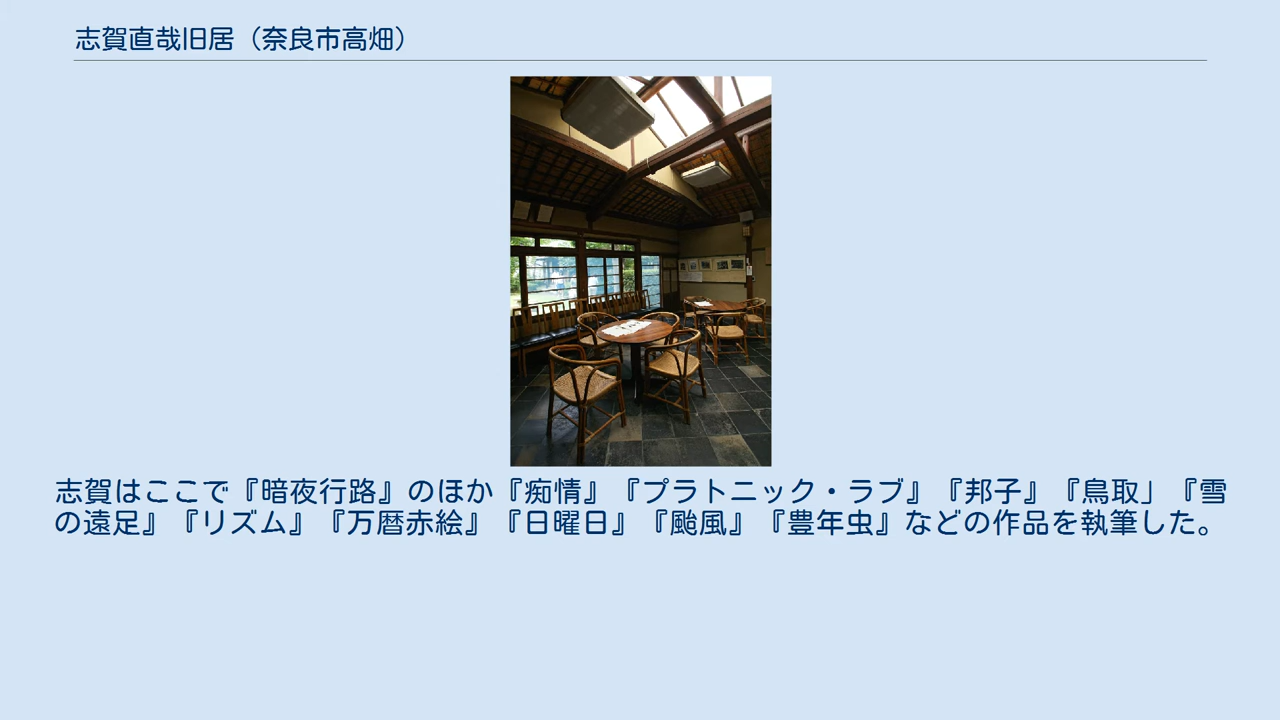 志賀直哉旧居（奈良市高畑）
志賀はここで『暗夜行路』のほか『痴情』『プラトニック・ラブ』『邦子』『鳥取」『雪
の遠足』『リズム』『万暦赤絵』『日曜日』『颱風』『豊年虫』などの作品を執筆した。